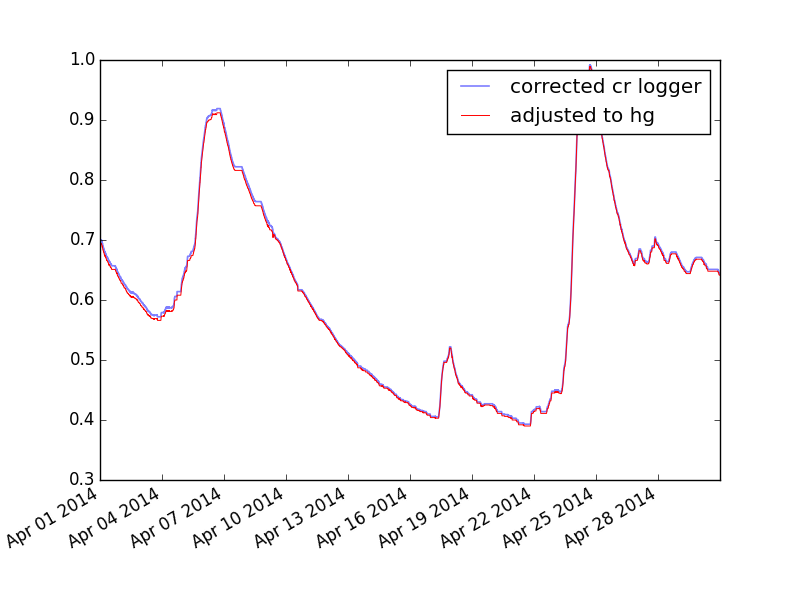 1.0
0.9
0.8
0.7
0.6
0.5
0.4
0.3
corrected cr logger
adjusted to hg
Apr 01 2014
Apr 04 2014
Apr 07 2014
Apr 10 2014
Apr 13 2014
Apr 16 2014
Apr 19 2014
Apr 22 2014
Apr 25 2014
Apr 28 2014